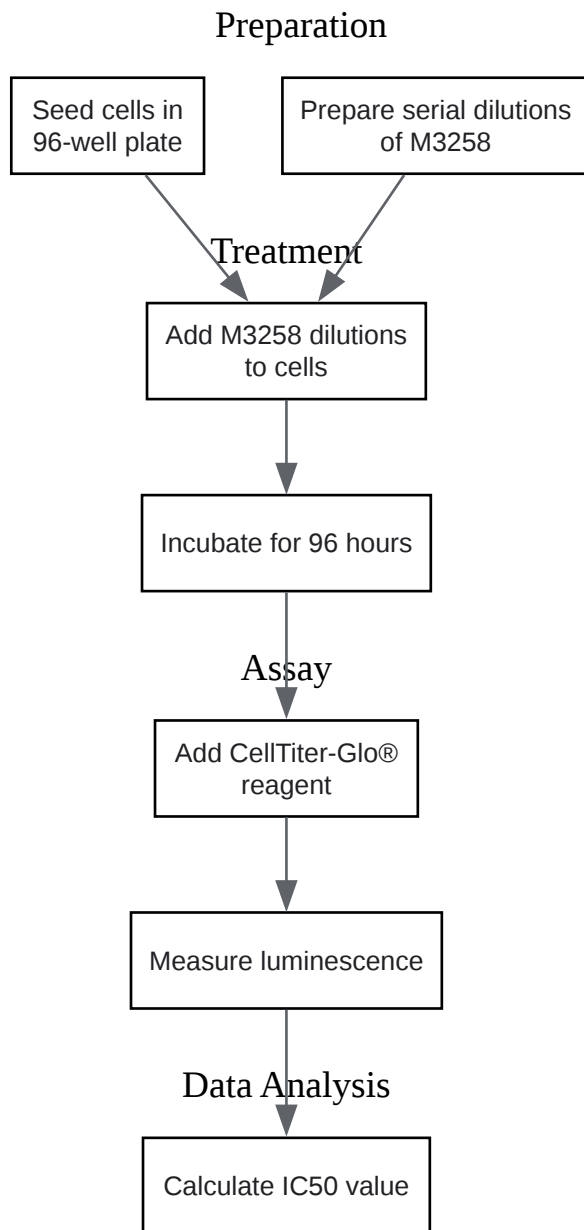 Preparation
Seed cells in
96-well plate
Prepare serial dilutions
of M3258
Treatment
Add M3258 dilutions
to cells
Incubate for 96 hours
Assay
Add CellTiter-Glo®
reagent
Measure luminescence
Data Analysis
Calculate IC50 value